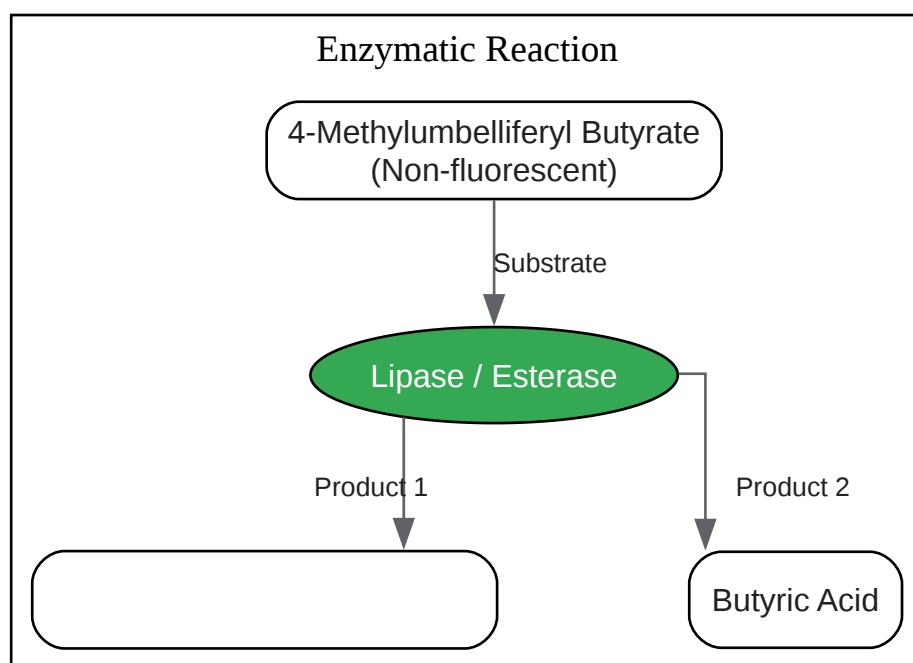 Enzymatic Reaction
4-Methylumbelliferyl Butyrate
(Non-fluorescent)
Substrate
Lipase / Esterase
Product 1
Product 2
Butyric Acid